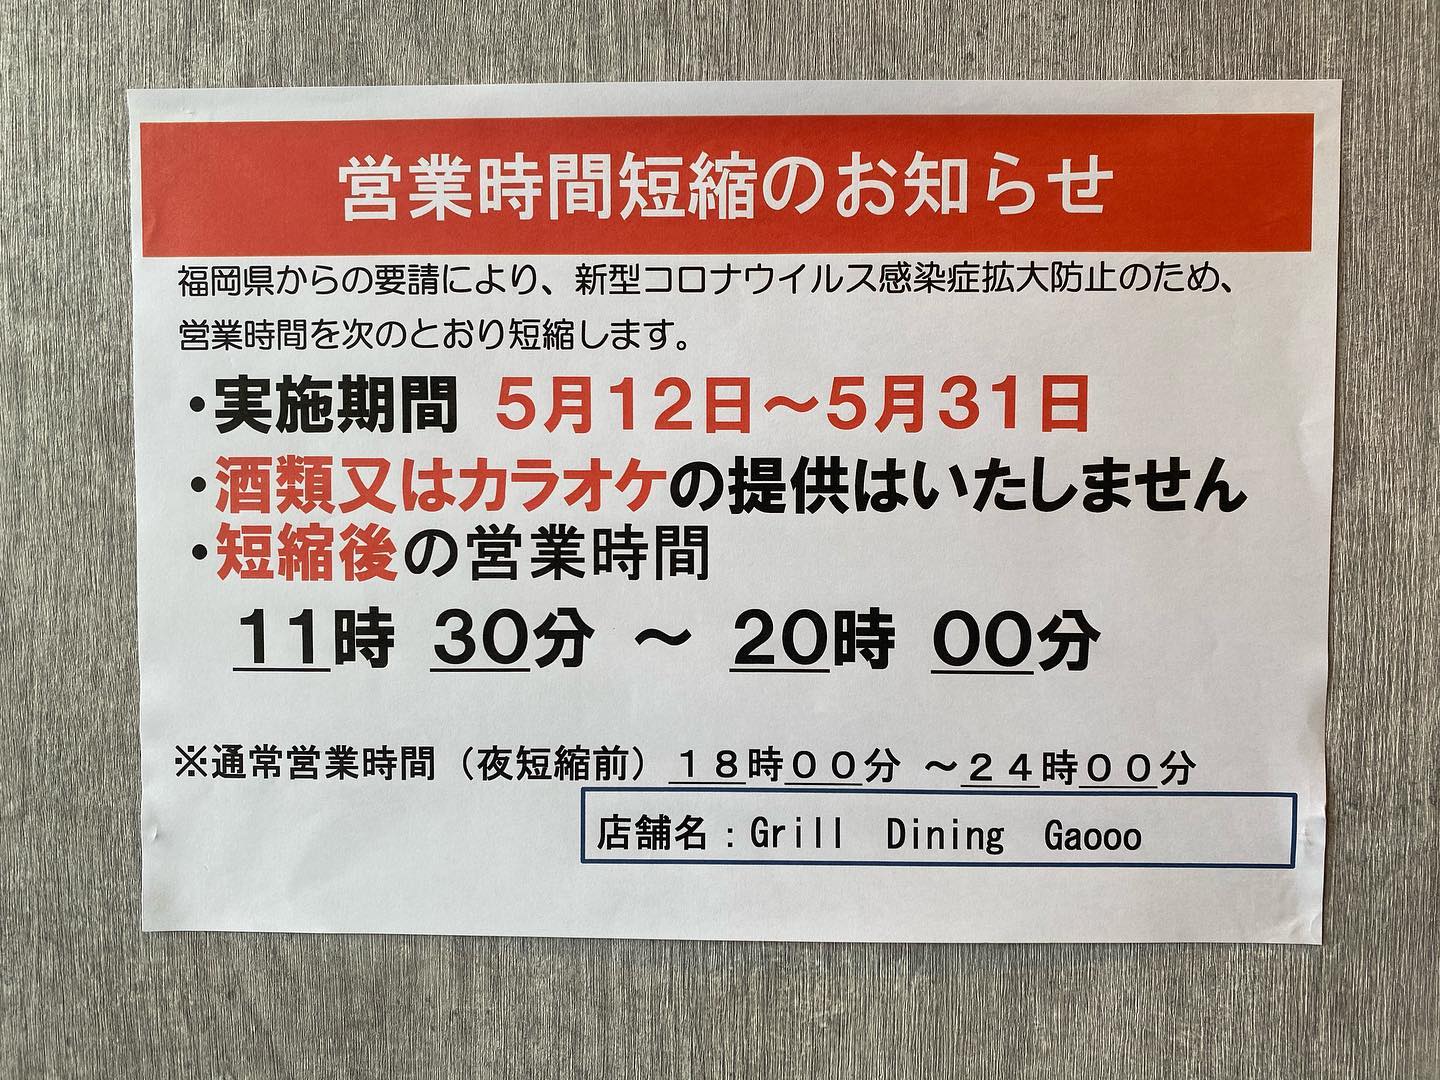 営業時間短縮のお知らせ
福岡県からの要請により、新型コロナウイルス感染症拡大防止のため、
営業時間を次のとおり短縮します。
・実施期間 5月12日～5月31日
・酒類又はカラオケの提供はいたしません
・短縮後の営業時間
11時 30分 ～ 20時 00分
※通常営業時間（夜短縮前）１８時００分 ～２４時００分
店舗名：Grill Dining Gaooo